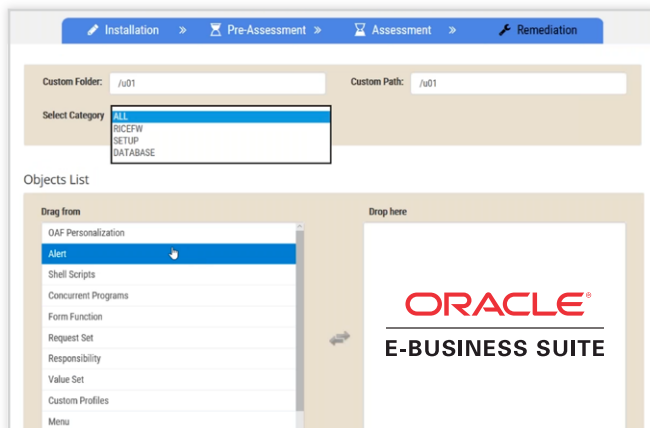 Installation » Pre-Assessment » Assessment » Remediation
Custom Folder: /u01 Custom Path: /u01
Select Category ALL
RICEFW
SETUP
DATABASE
Objects List
Drag from Drop here
OAF Personalization
Alert
Shell Scripts
Concurrent Programs
Form Function
Request Set
Responsibility
Value Set
Custom Profiles
Menu
ORACLE®
E-BUSINESS SUITE